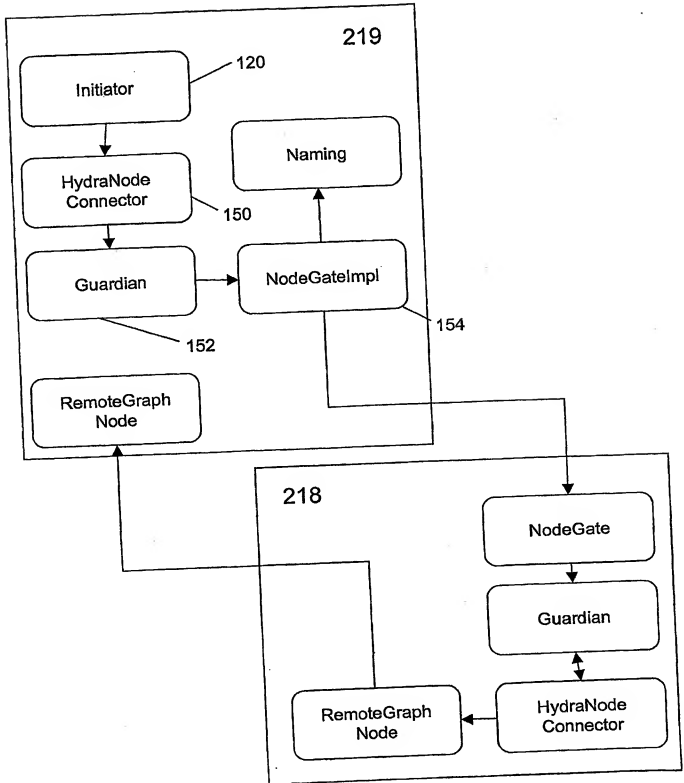 219
Initiator
120
Naming
HydraNode
Connector
150
Guardian
NodeGateImpl
152
154
RemoteGraph
Node
218
NodeGate
Guardian
RemoteGraph
Node
HydraNode
Connector